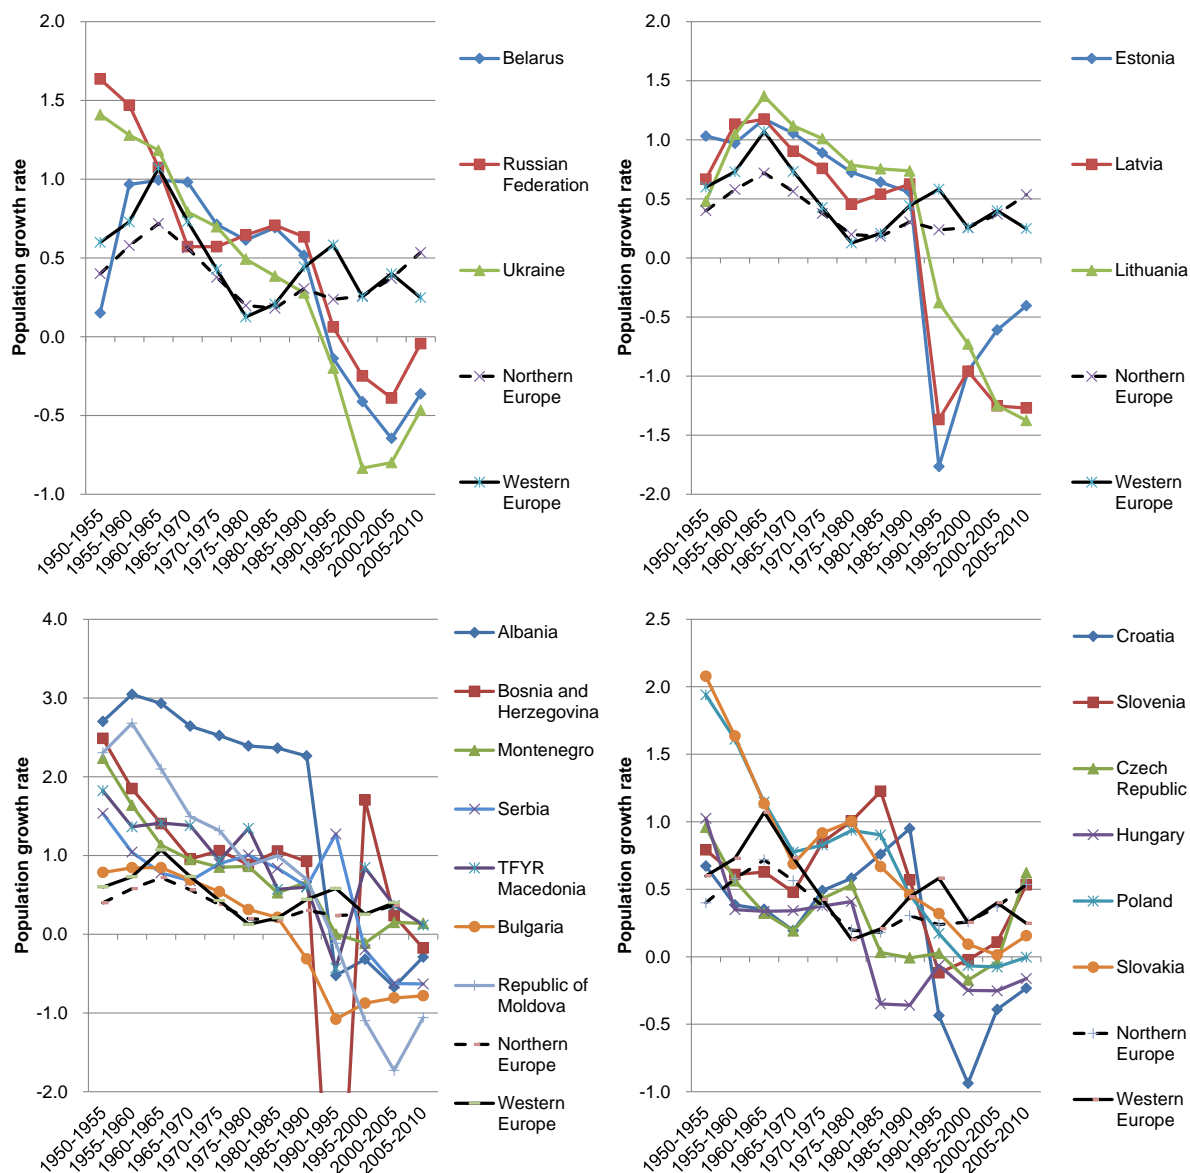 2.0
1.5
1.0
0.5
0.0
-0.5
-1.0
Population growth rate
1950-1955
1955-1960
1960-1965
1965-1970
1970-1975
1975-1980
1980-1985
1985-1990
1990-1995
1995-2000
2000-2005
2005-2010
Belarus
Russian
Federation
Ukraine
Northern
Europe
Western
Europe
2.0
1.5
1.0
0.5
0.0
-0.5
-1.0
-1.5
-2.0
Population growth rate
1950-1955
1955-1960
1960-1965
1965-1970
1970-1975
1975-1980
1980-1985
1985-1990
1990-1995
1995-2000
2000-2005
2005-2010
Estonia
Latvia
Lithuania
Northern
Europe
Western
Europe
4.0
3.0
2.0
1.0
0.0
-1.0
-2.0
Population growth rate
1950-1955
1955-1960
1960-1965
1965-1970
1970-1975
1975-1980
1980-1985
1985-1990
1990-1995
1995-2000
2000-2005
2005-2010
Albania
Bosnia and
Herzegovina
Montenegro
Serbia
TFYR
Macedonia
Bulgaria
Republic of
Moldova
Northern
Europe
Western
Europe
2.5
2.0
1.5
1.0
0.5
0.0
-0.5
-1.0
Population growth rate
1950-1955
1955-1960
1960-1965
1965-1970
1970-1975
1975-1980
1980-1985
1985-1990
1990-1995
1995-2000
2000-2005
2005-2010
Croatia
Slovenia
Czech
Republic
Hungary
Poland
Slovakia
Northern
Europe
Western
Europe